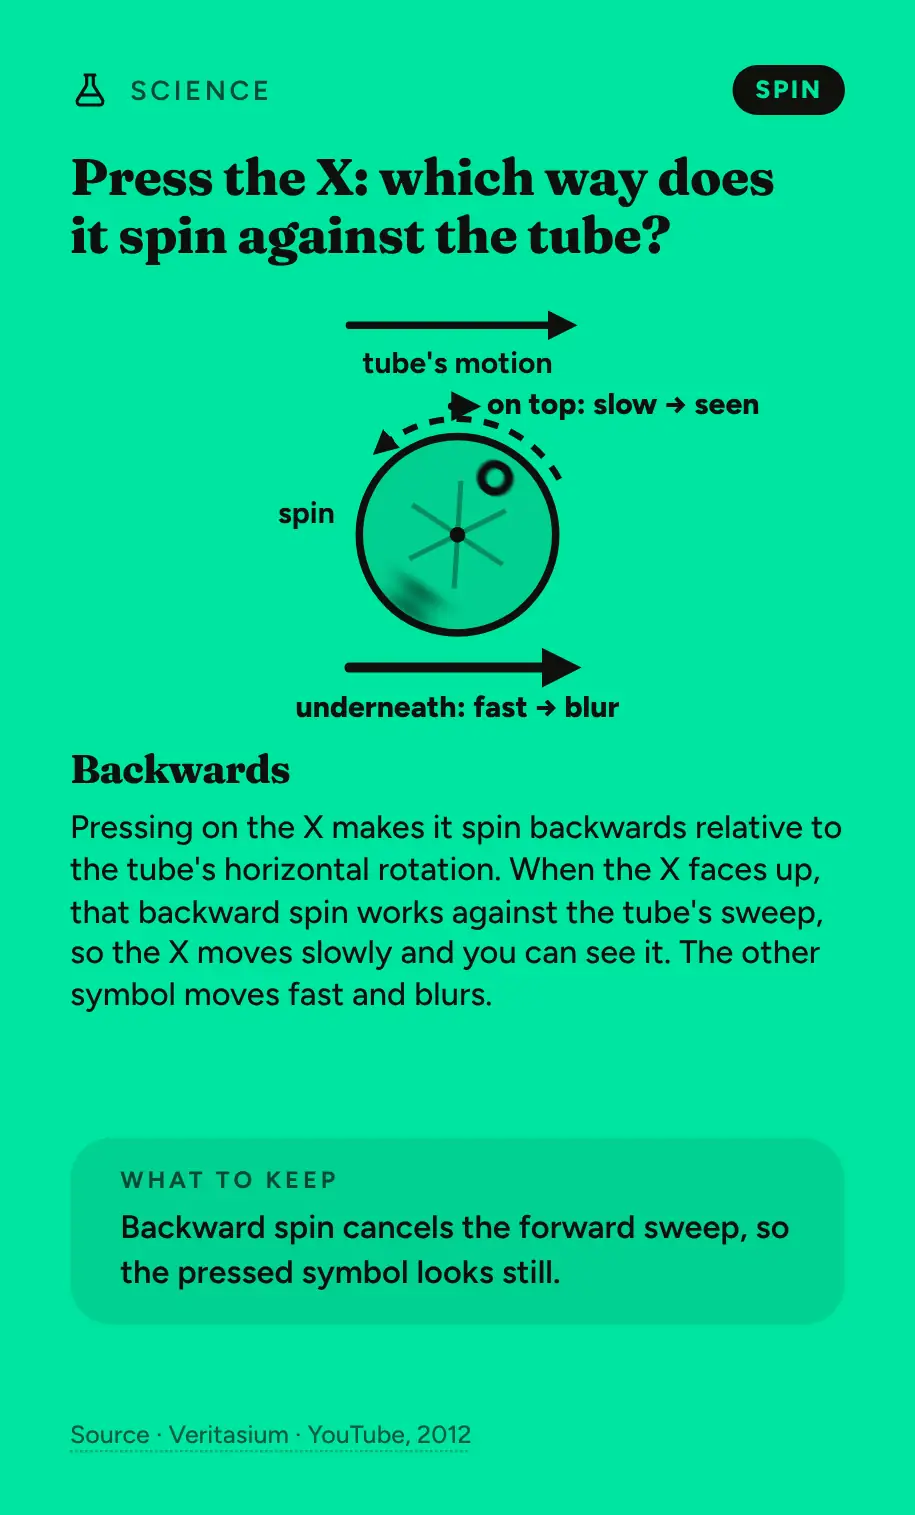 SCIENCE
SPIN
Press the X: which way does
it spin against the tube?
tube's motion
on top: slow → seen
spin
underneath: fast → blur
Backwards
Pressing on the X makes it spin backwards relative to
the tube's horizontal rotation. When the X faces up,
that backward spin works against the tube's sweep,
so the X moves slowly and you can see it. The other
symbol moves fast and blurs.
WHAT TO KEEP
Backward spin cancels the forward sweep, so
the pressed symbol looks still.
Source · Veritasium · YouTube, 2012